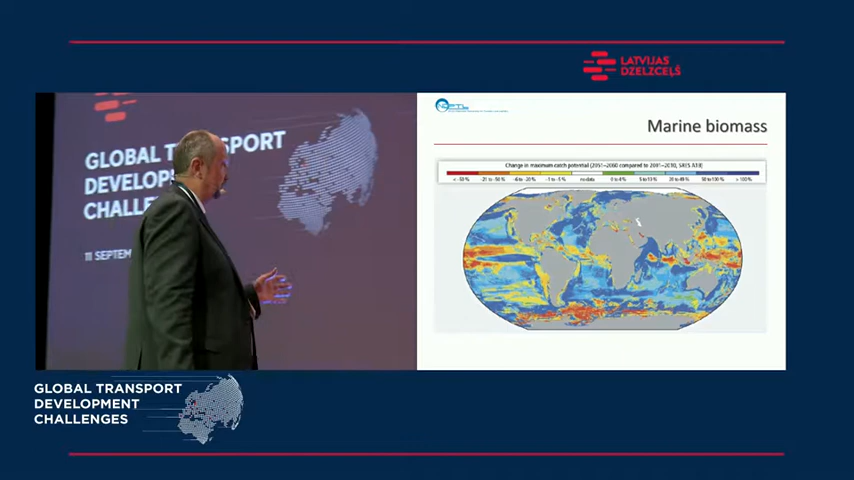 LATVIJAS
DZELZCEĻŠ
GLOBAL TRANSPORT
DEVELOP
CHALLE
11 SEPTEM
Marine biomass
Change in maximum catch potential (2051–2060 compared to 2001–2010, SRES A1B)
< -50 %
-21 to -50 %
-6 to -20 %
-1 to -5 %
no data
0 to 4 %
5 to 19 %
20 to 49 %
50 to 100 %
> 100 %
GLOBAL TRANSPORT
DEVELOPMENT
CHALLENGES